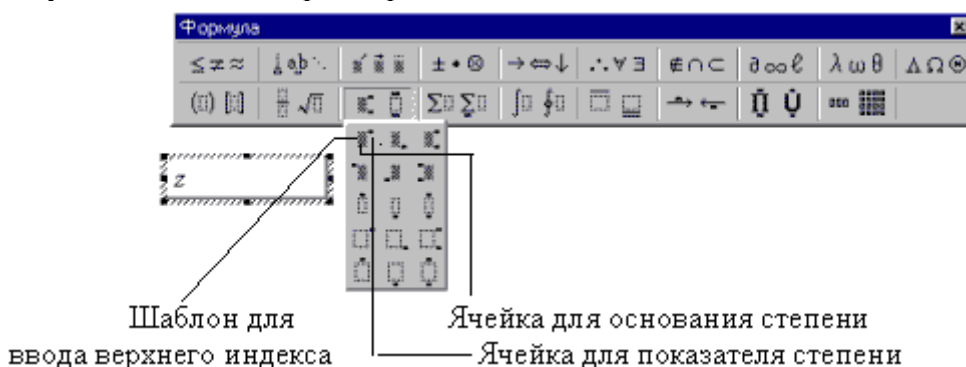 Формула
≤ ≠ ≈ ± • ⊗ → ⇔ ↓ ∴ ∀ ∃ ∉ ∩ ⊂ ∂ ∞ ℓ λ ω θ Δ Ω Θ
z
Шаблон для
ввода верхнего индекса
Ячейка для основания степени
Ячейка для показателя степени